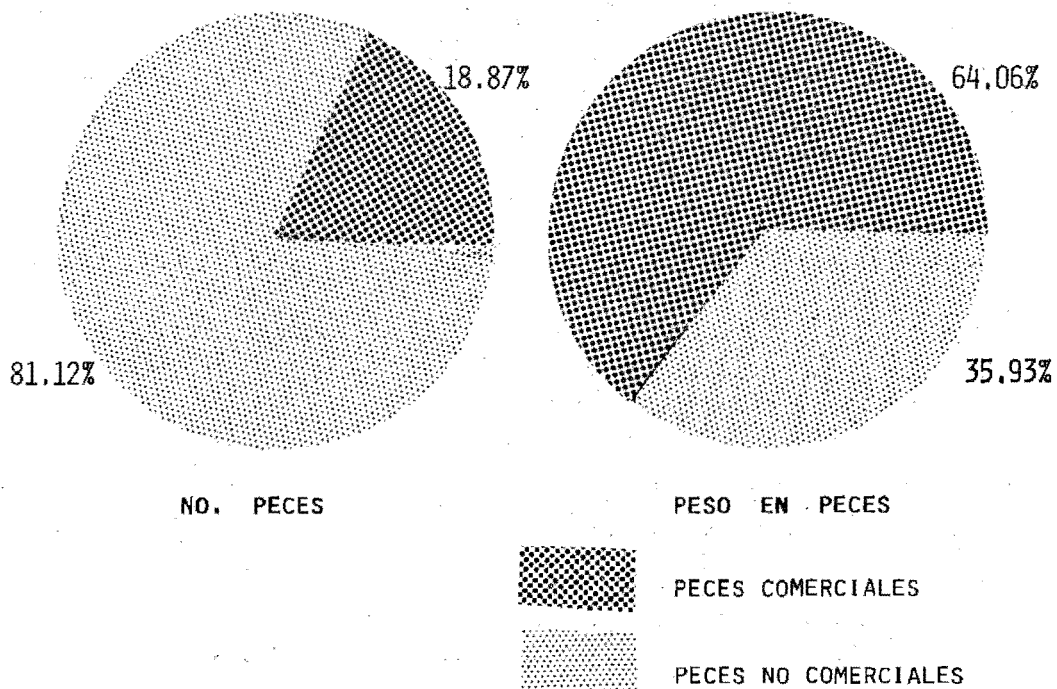 18.87%
64.06%
81.12%
35.93%
NO. PECES
PESO EN PECES
PECES COMERCIALES
PECES NO COMERCIALES